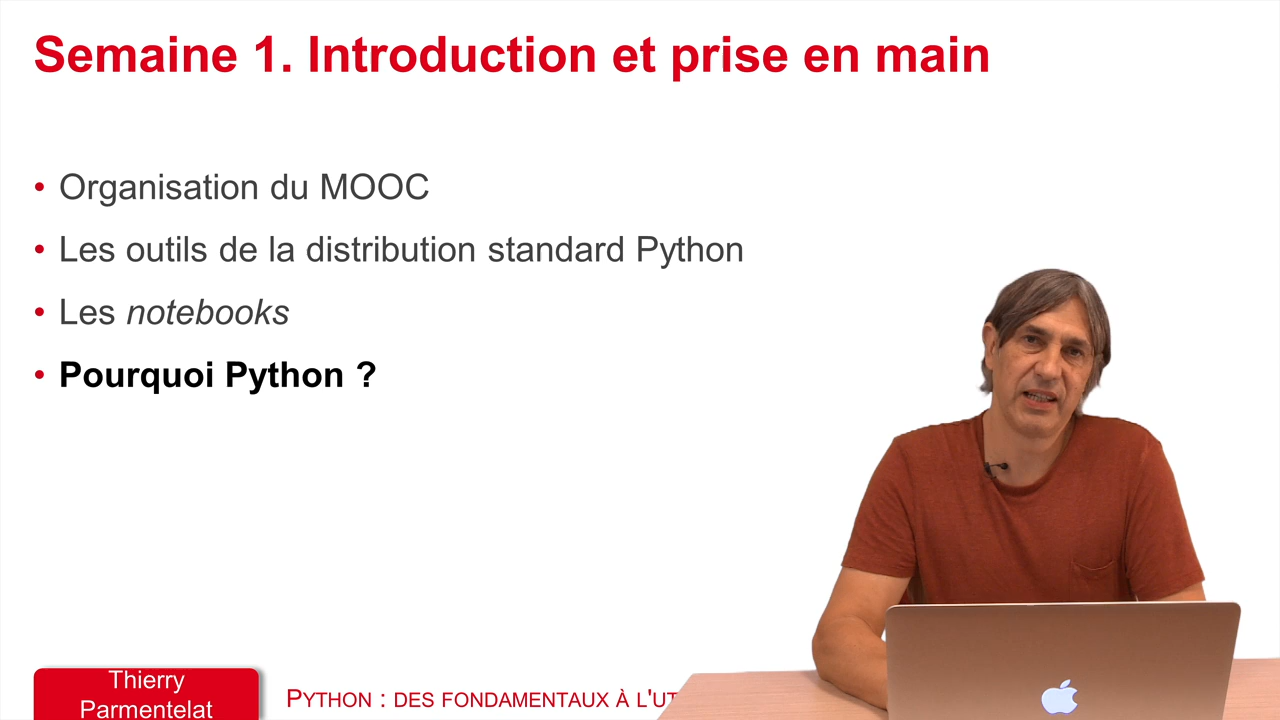 Semaine 1. Introduction et prise en main
• Organisation du MOOC
• Les outils de la distribution standard Python
• Les notebooks
• Pourquoi Python ?
Thierry
Parmentelat
PYTHON : DES FONDAMENTAUX À L'UT